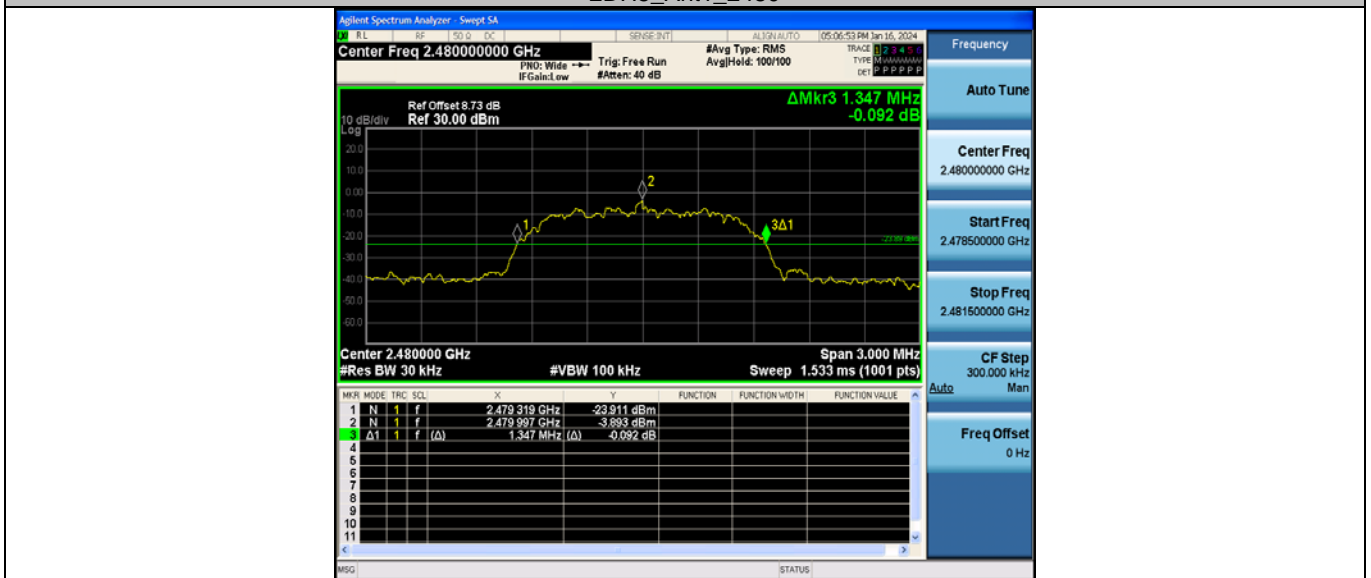 Agilent Spectrum Analyzer - Swept SA
RL RF 50 Ω DC SENSE:INT ALIGN AUTO 05:06:53 PM Jan 16, 2024
Center Freq 2.480000000 GHz
PNO: Wide
IFGain:Low
Trig: Free Run
#Atten: 40 dB
#Avg Type: RMS
Avg|Hold: 100/100
TRACE 1 2 3 4 5 6
TYPE M
DET P P P P P P
Ref Offset 8.73 dB
10 dB/div Ref 30.00 dBm
Log
ΔMkr3 1.347 MHz
-0.092 dB
20.0
10.0
0.00
-10.0
-20.0
-30.0
-40.0
-50.0
-60.0
1
2
3Δ1
Center 2.480000 GHz Span 3.000 MHz
#Res BW 30 kHz #VBW 100 kHz Sweep 1.533 ms (1001 pts)
MKR MODE TRC SCL X Y FUNCTION FUNCTION WIDTH FUNCTION VALUE
1 N 1 f 2.479 319 GHz -23.911 dBm
2 N 1 f 2.479 997 GHz -3.893 dBm
3 Δ1 1 f (Δ) 1.347 MHz (Δ) -0.092 dB
4
5
6
7
8
9
10
11
MSG STATUS
Frequency
Auto Tune
Center Freq
2.480000000 GHz
Start Freq
2.478500000 GHz
Stop Freq
2.481500000 GHz
CF Step
300.000 kHz
Auto Man
Freq Offset
0 Hz